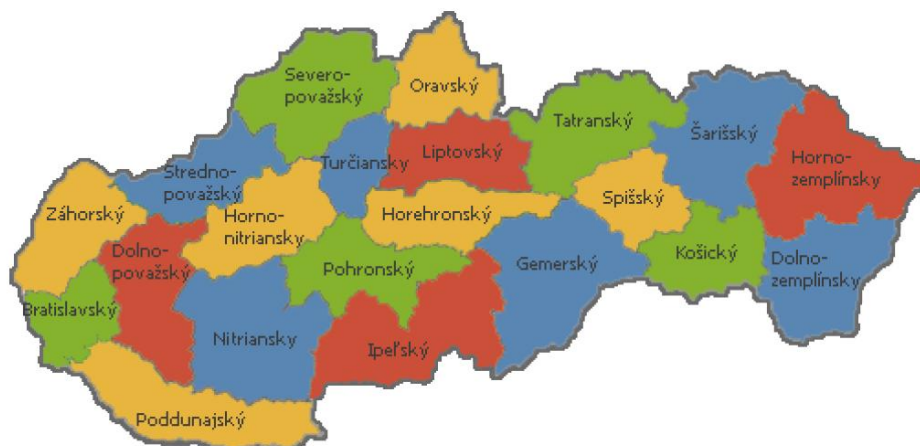 Severo-
považský
Oravský
Tatranský
Šarišský
Turčiansky
Liptovský
Horno-
zemplínsky
Stredno-
považský
Záhorský
Horno-
nitriansky
Horehronský
Spišský
Dolno-
považský
Pohronský
Gemerský
Košický
Dolno-
zemplínsky
Bratislavský
Nitriansky
Ipeľský
Poddunajský